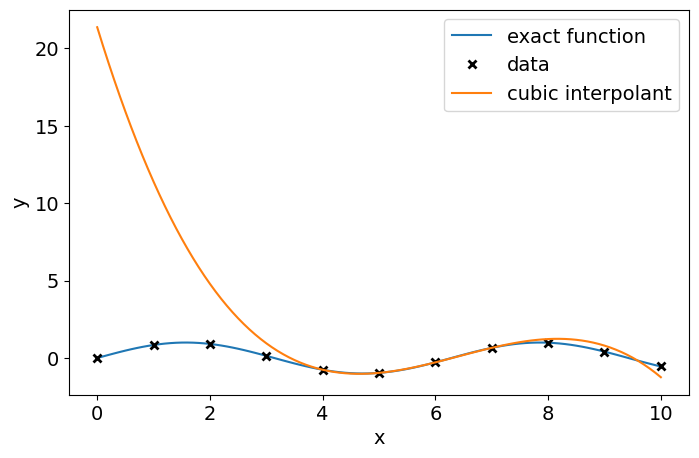 exact function
data
cubic interpolant
20
15
10
5
0
y
0 2 4 6 8 10
x